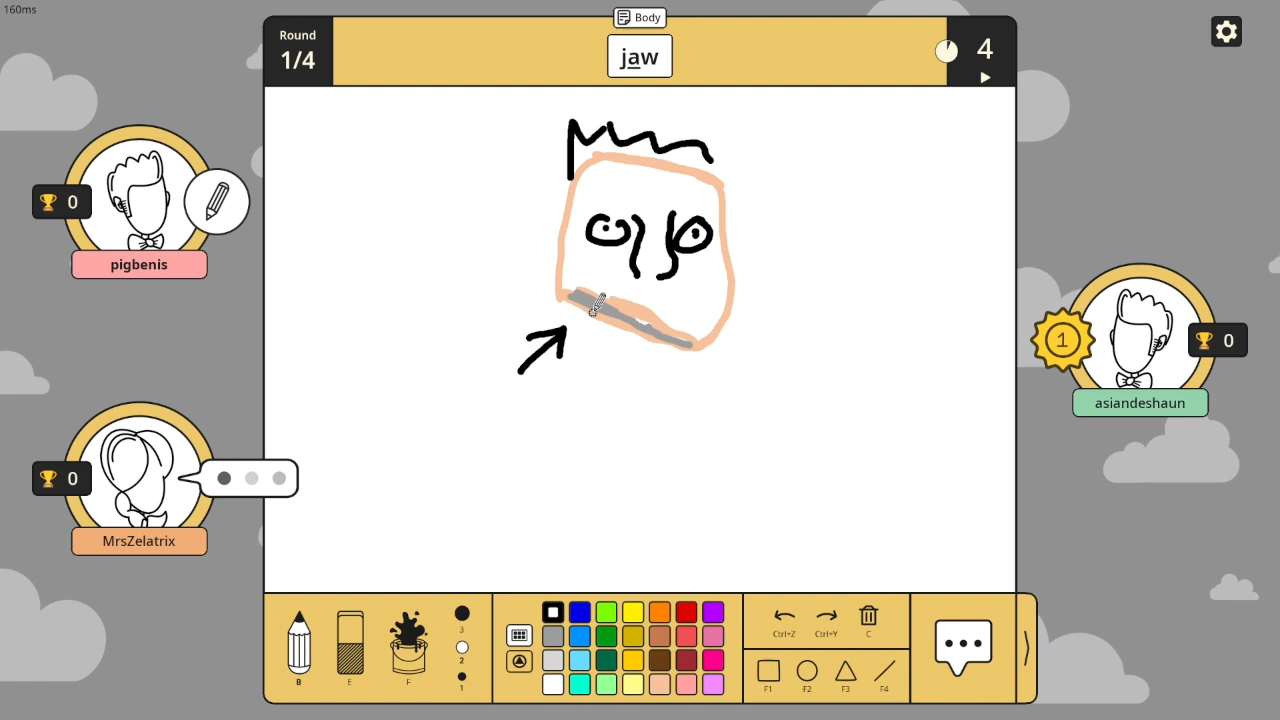 160ms
Body
Round
1/4
jaw
4
0
pigbenis
1
0
asiandeshaun
0
MrsZelatrix
3
2
1
B
E
F
Ctrl+Z
Ctrl+Y
C
F1
F2
F3
F4